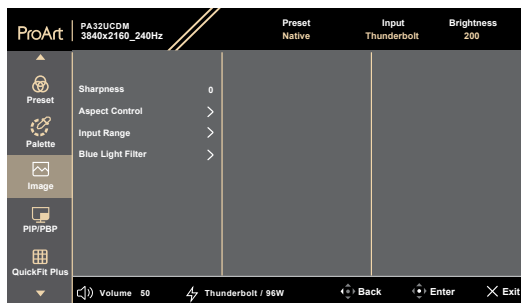 ProArt
PA32UCDM
3840x2160_240Hz
Preset
Native
Input
Thunderbolt
Brightness
200
Preset
Palette
Image
PIP/PBP
QuickFit Plus
Sharpness 0
Aspect Control
Input Range
Blue Light Filter
Volume 50
Thunderbolt / 96W
Back
Enter
Exit